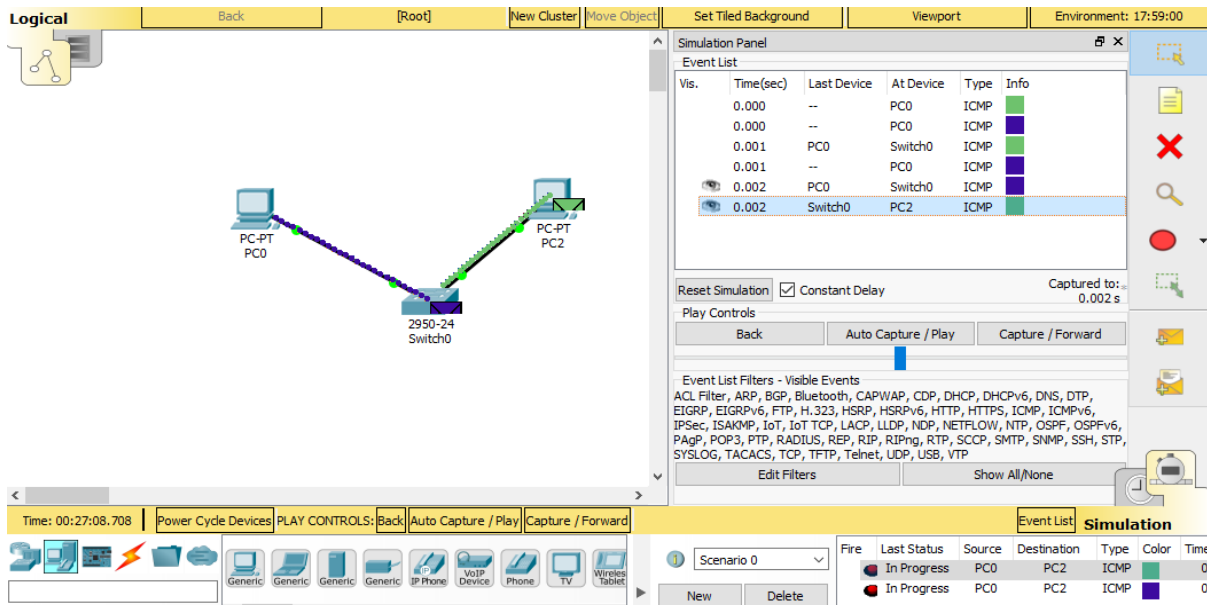 Logical Back [Root] New Cluster Move Object Set Tiled Background Viewport Environment: 17:59:00
Simulation Panel
Event List
Vis. Time(sec) Last Device At Device Type Info
0.000 -- PC0 ICMP
0.000 -- PC0 ICMP
0.001 PC0 Switch0 ICMP
0.001 -- PC0 ICMP
0.002 PC0 Switch0 ICMP
0.002 Switch0 PC2 ICMP
PC-PT
PC0
PC-PT
PC2
2950-24
Switch0
Reset Simulation Constant Delay Captured to:
0.002 s
Play Controls
Back Auto Capture / Play Capture / Forward
Event List Filters - Visible Events
ACL Filter, ARP, BGP, Bluetooth, CAPWAP, CDP, DHCP, DHCPv6, DNS, DTP,
EIGRP, EIGRPv6, FTP, H.323, HSRP, HSRPv6, HTTP, HTTPS, ICMP, ICMPv6,
IPSec, ISAKMP, IoT, IoT TCP, LACP, LLDP, NDP, NETFLOW, NTP, OSPF, OSPFv6,
PAgP, POP3, PTP, RADIUS, REP, RIP, RIPng, RTP, SCCP, SMTP, SNMP, SSH, STP,
SYSLOG, TACACS, TCP, TFTP, Telnet, UDP, USB, VTP
Edit Filters Show All/None
Time: 00:27:08.708 Power Cycle Devices PLAY CONTROLS: Back Auto Capture / Play Capture / Forward Event List Simulation
Generic Generic Generic Generic IP Phone VoIP Device Phone TV Wireless Tablet
Scenario 0
New Delete
Fire Last Status Source Destination Type Color Time
In Progress PC0 PC2 ICMP 0
In Progress PC0 PC2 ICMP 0